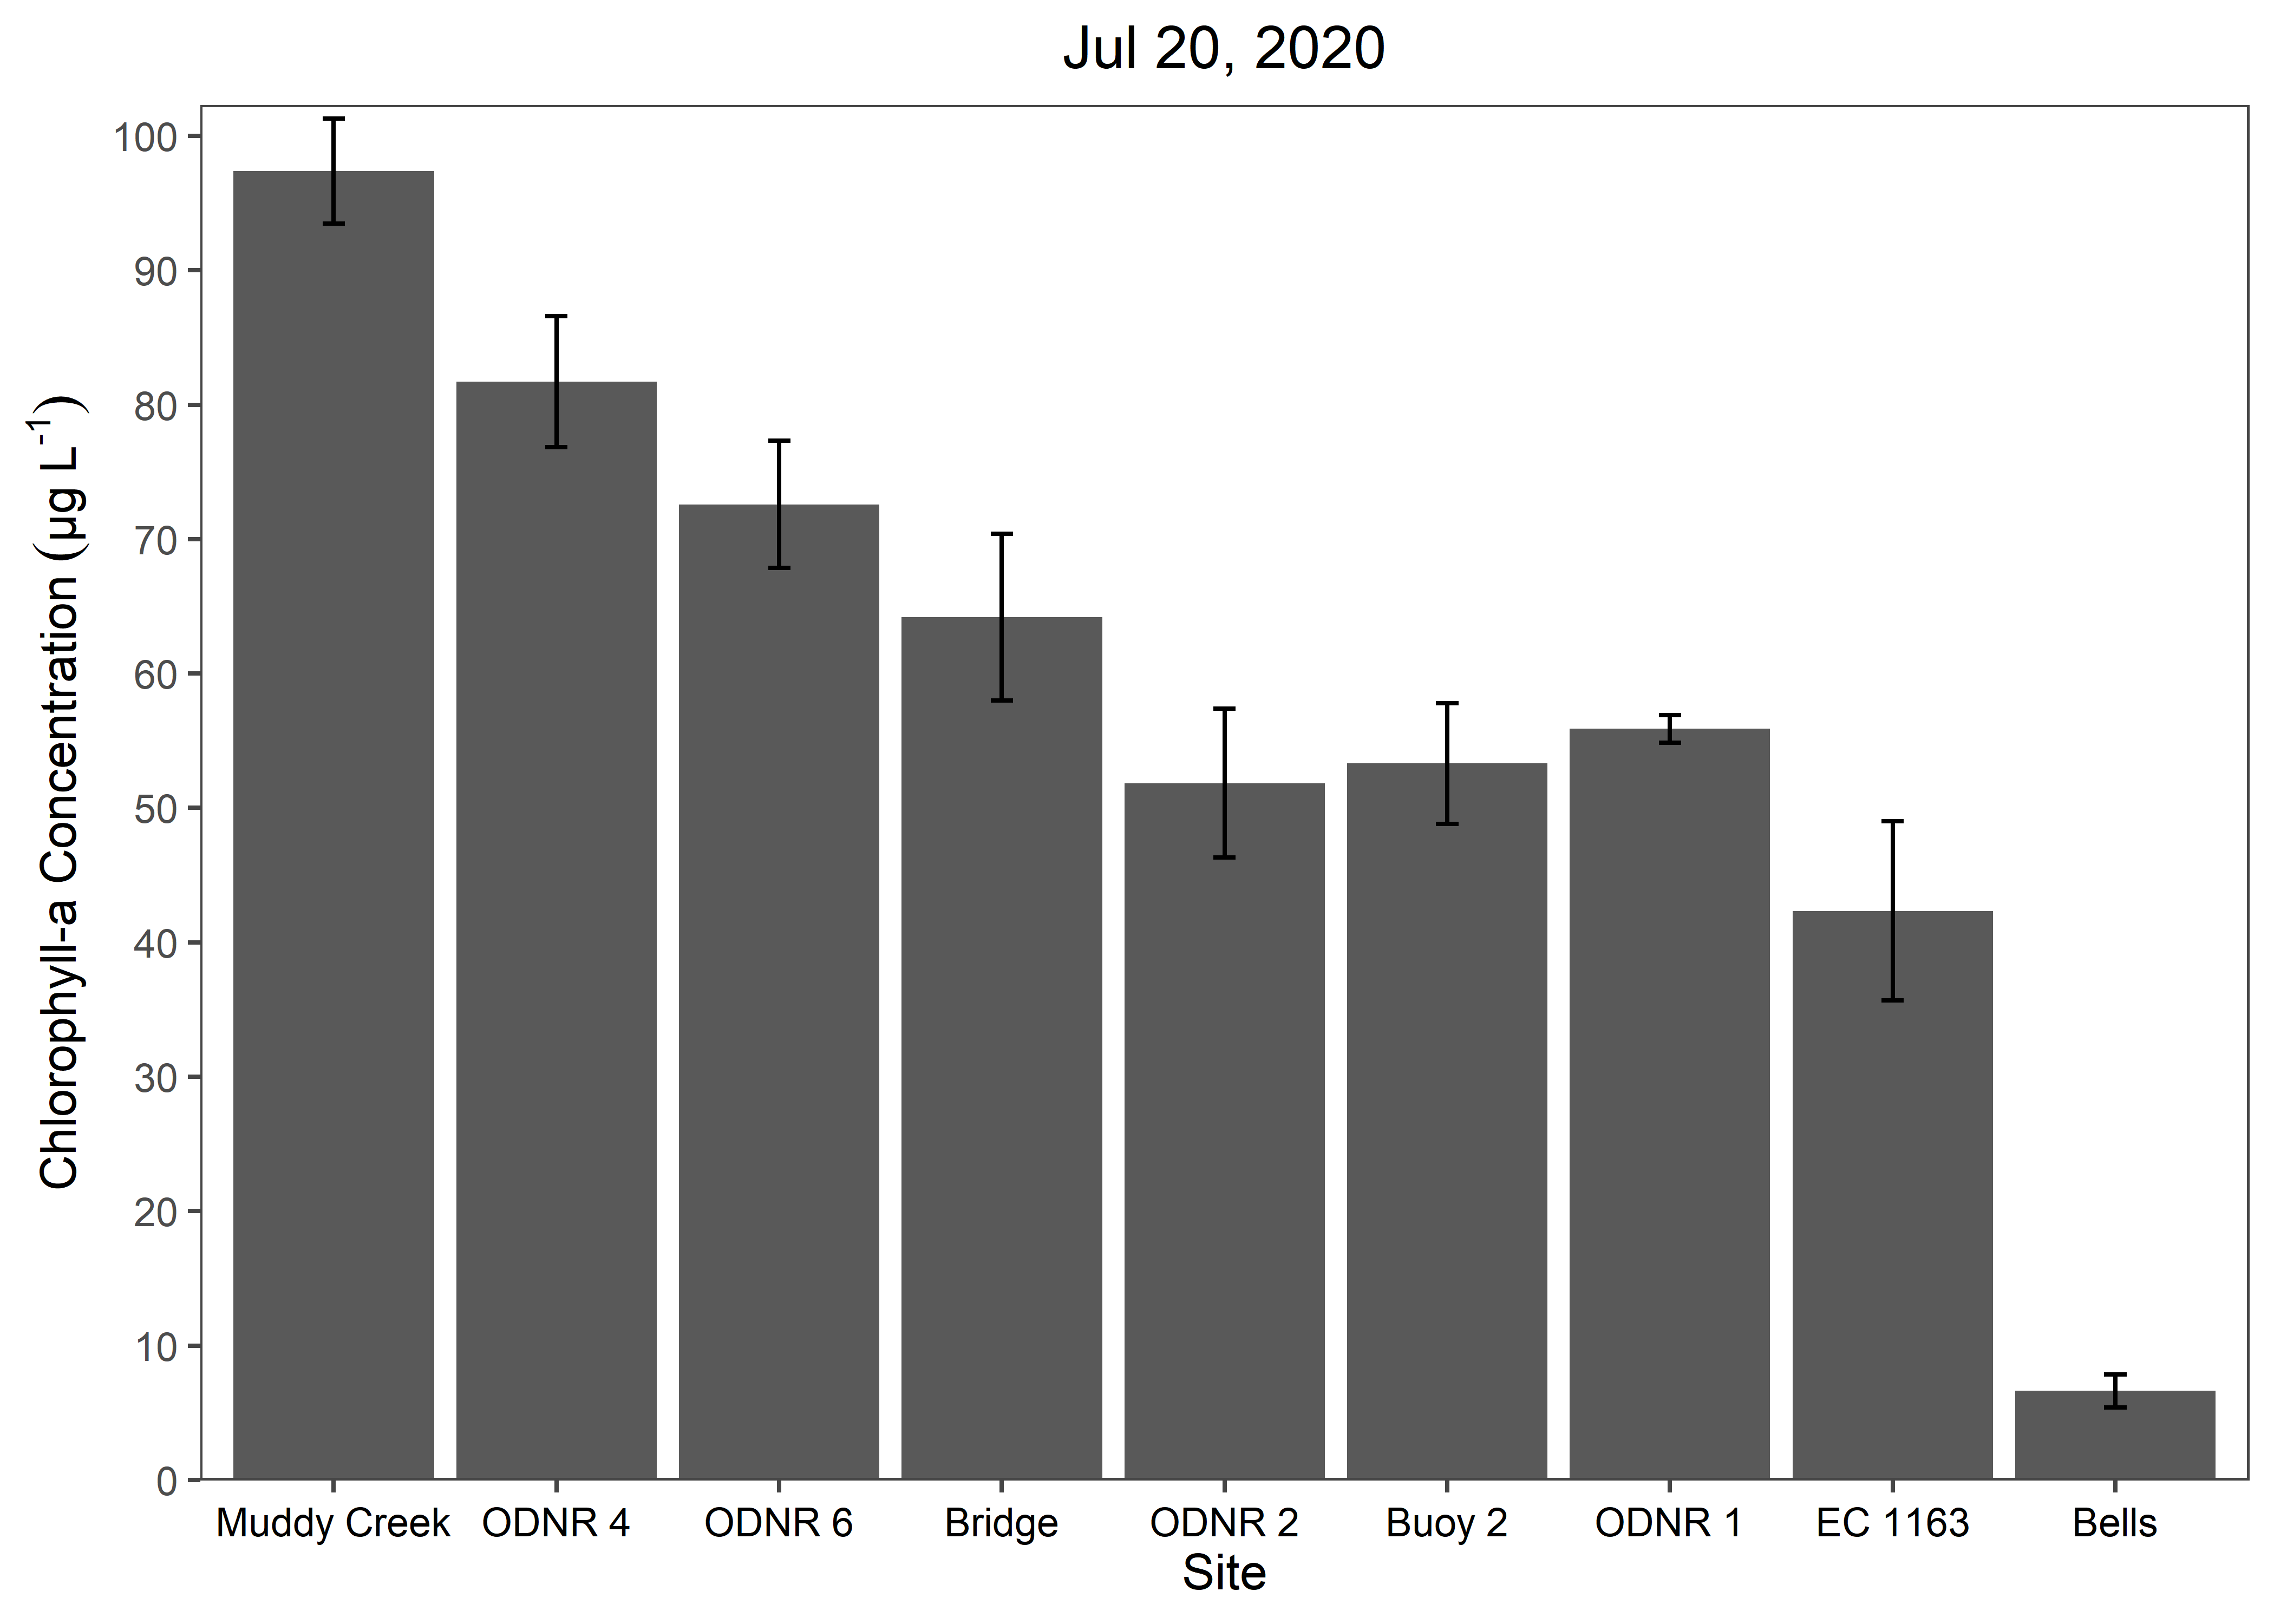 Jul 20, 2020
Chlorophyll-a Concentration (µg L⁻¹)
100
90
80
70
60
50
40
30
20
10
0
Muddy Creek ODNR 4 ODNR 6 Bridge ODNR 2 Buoy 2 ODNR 1 EC 1163 Bells
Site